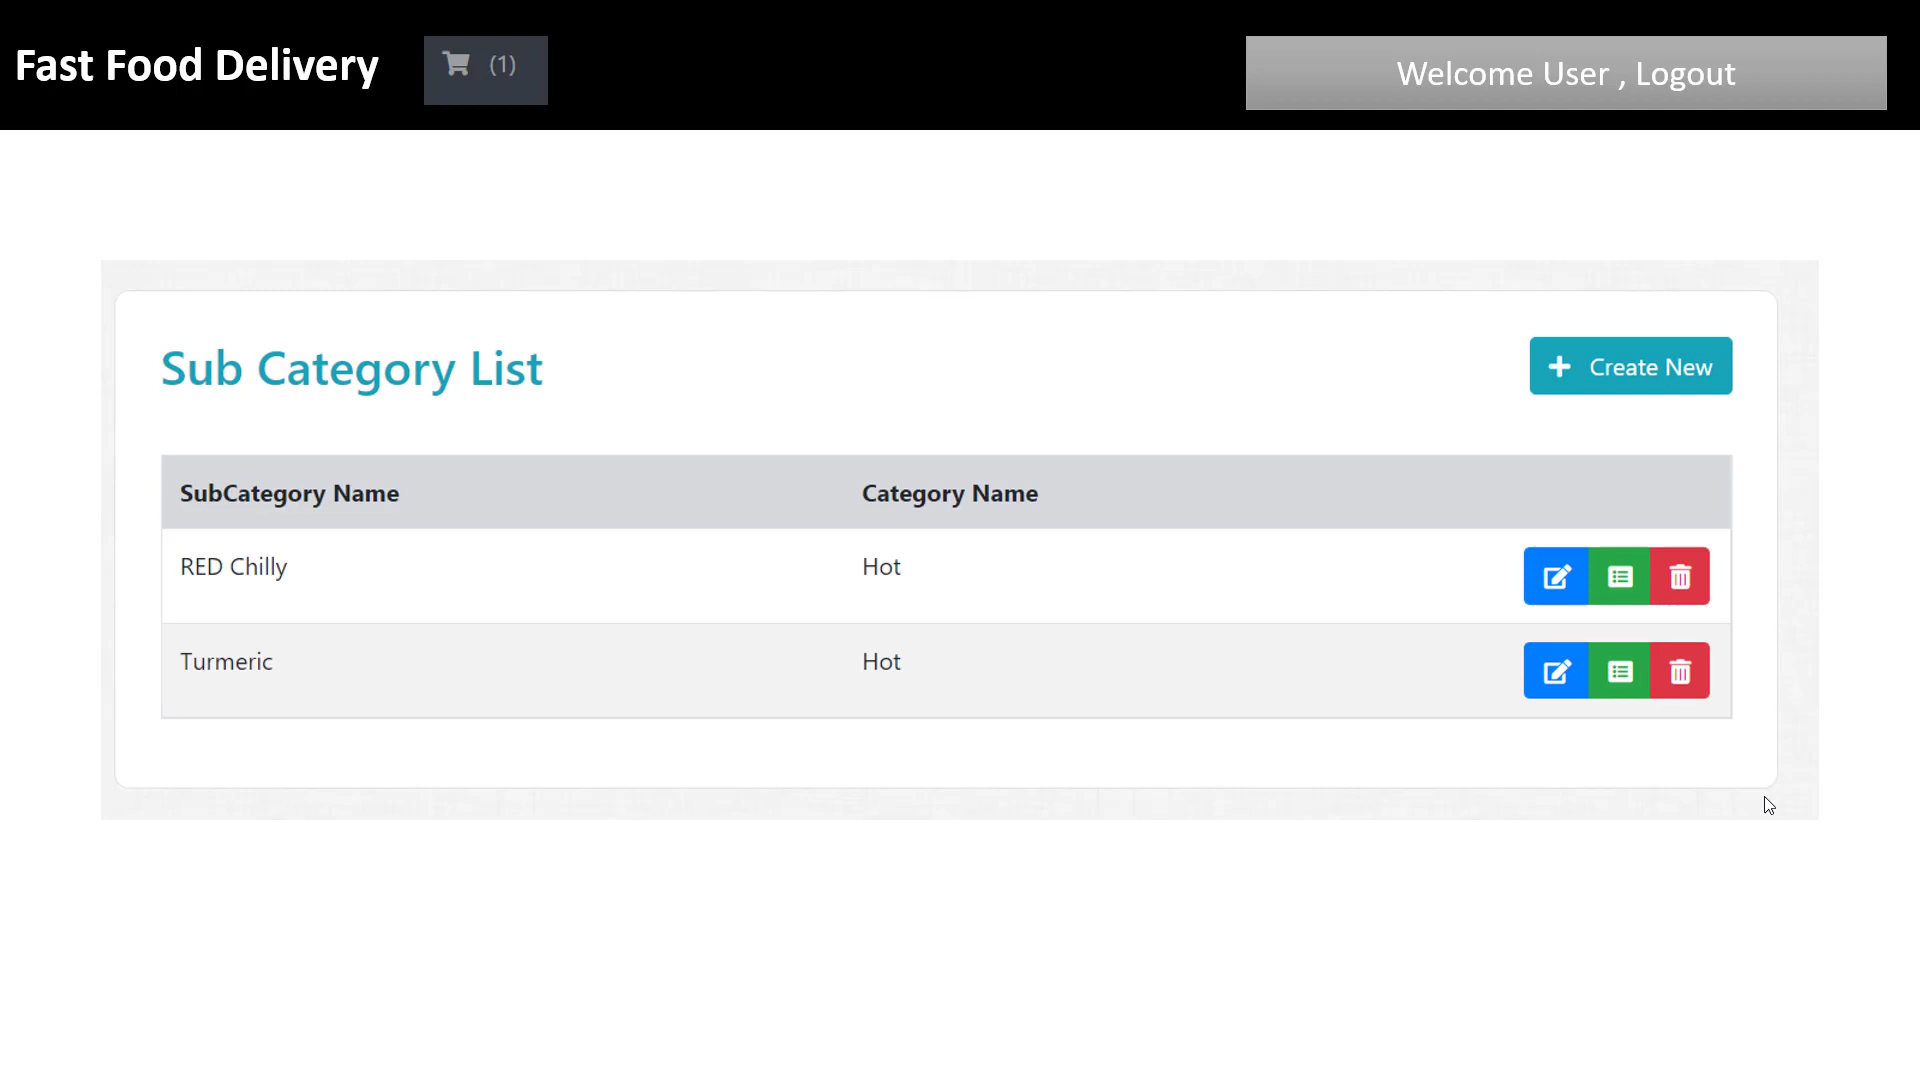 Fast Food Delivery (1) Welcome User , Logout
Sub Category List Create New
SubCategory Name Category Name
RED Chilly Hot
Turmeric Hot